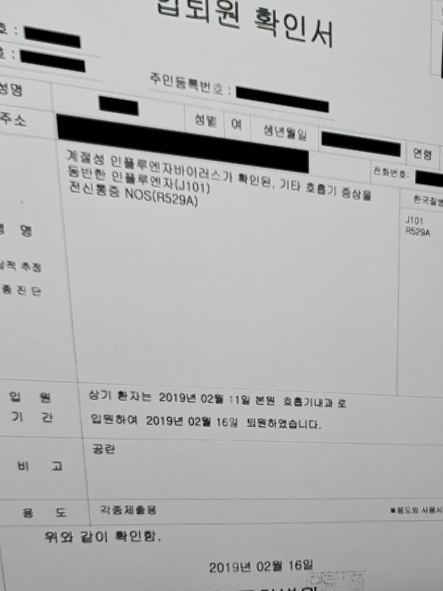 입퇴원 확인서
호 :
호 :
주민등록번호 :
성명
성별 여 생년월일 연령
주소
전화번호:
한국질병
계절성 인플루엔자바이러스가 확인된, 기타 호흡기 증상을
동반한 인플루엔자(J101)
전신통증 NOS(R529A)
J101
R529A
명
추정
종 진 단
입 원
기 간
상기 환자는 2019년 02월 11일 본원 호흡기내과 로
입원하여 2019년 02월 16일 퇴원하였습니다.
비 고
공란
용 도
각종제출용
※용도와 사용시
위와 같이 확인함.
2019년 02월 16일